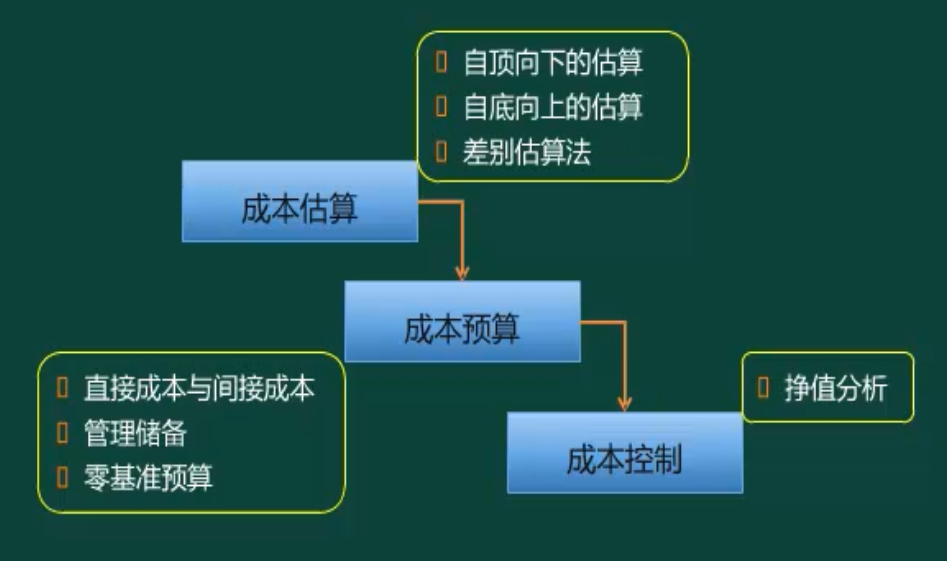 自顶向下的估算
自底向上的估算
差别估算法
成本估算
成本预算
直接成本与间接成本
管理储备
零基准预算
挣值分析
成本控制